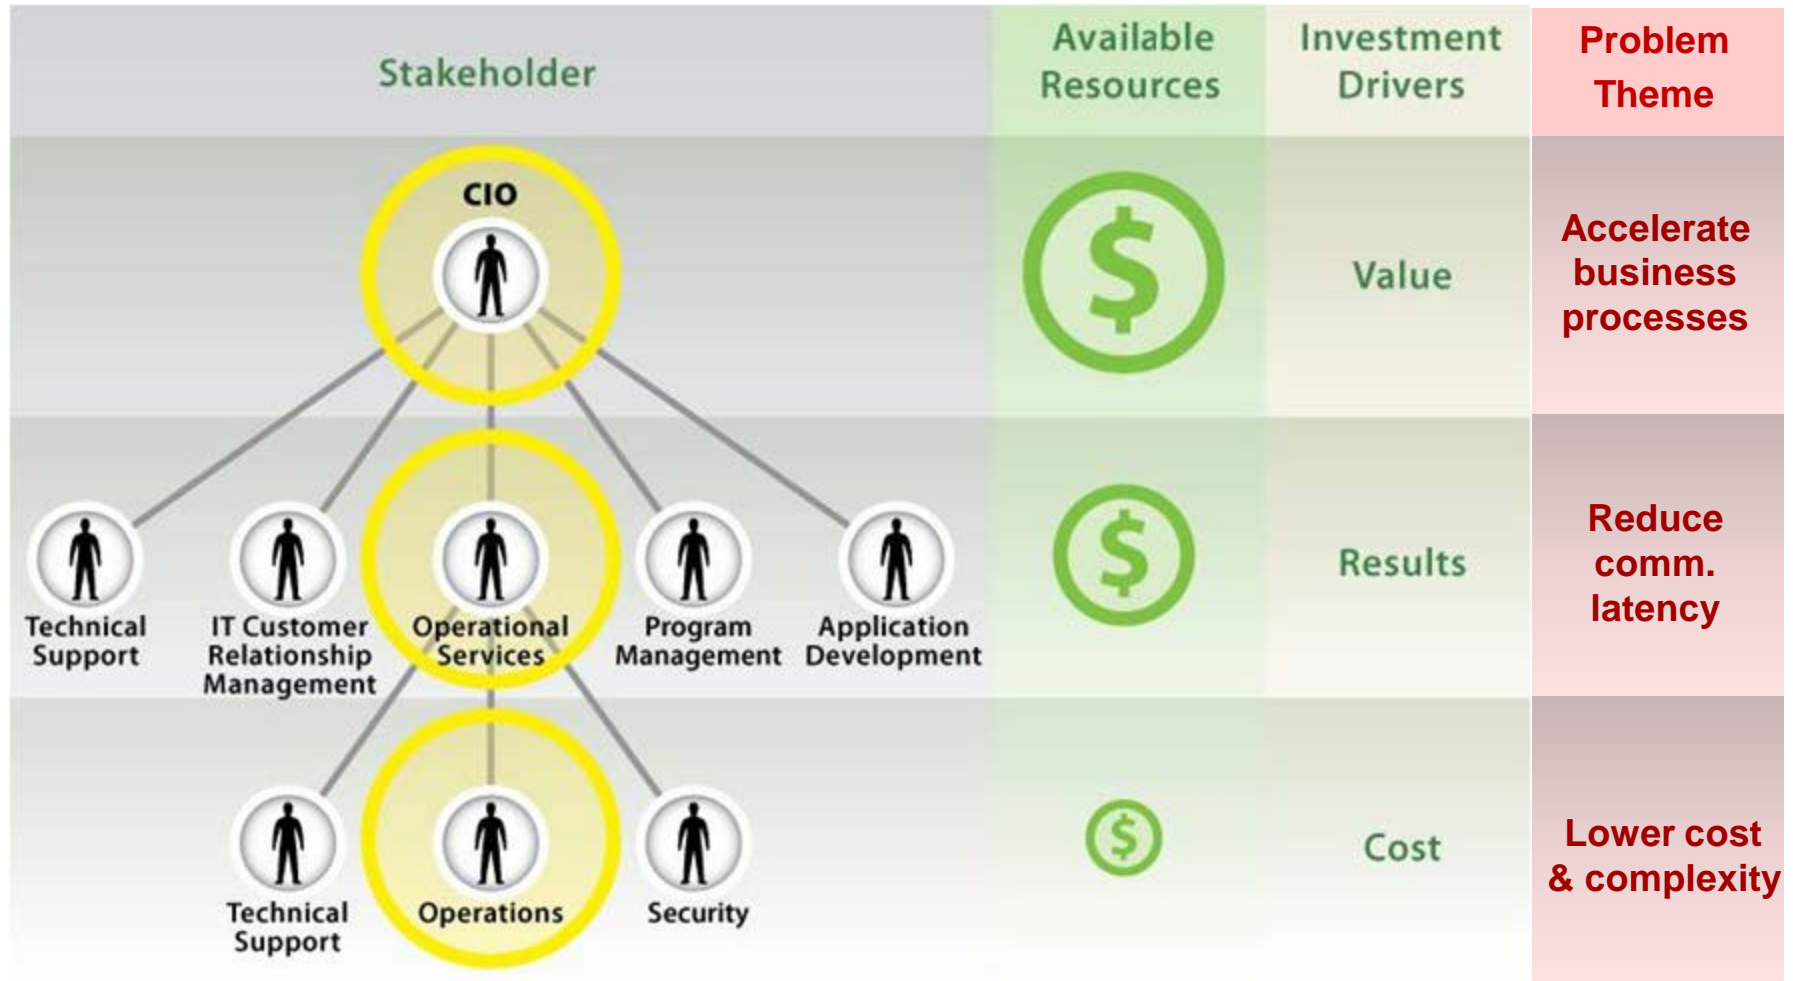 Stakeholder
Available
Resources
Investment
Drivers
Problem
Theme
CIO
$
Value
Accelerate
business
processes
Technical
Support
IT Customer
Relationship
Management
Operational
Services
Program
Management
Application
Development
$
Results
Reduce
comm.
latency
Technical
Support
Operations
Security
$
Cost
Lower cost
& complexity